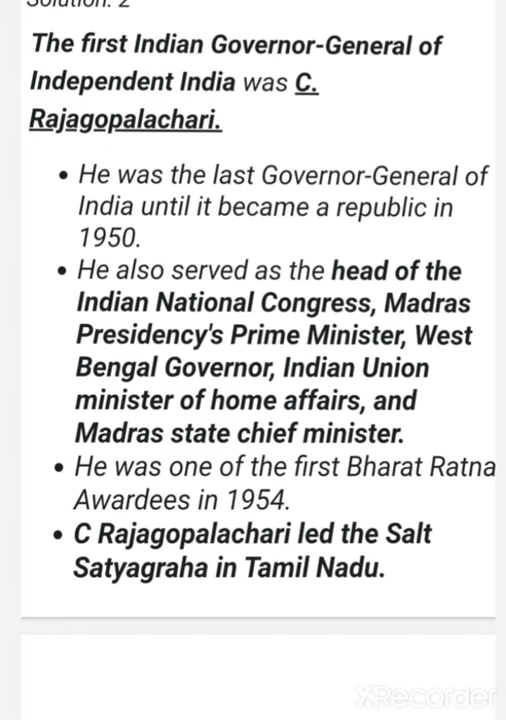 Solution: 2
The first Indian Governor-General of
Independent India was C.
Rajagopalachari.
• He was the last Governor-General of
India until it became a republic in
1950.
• He also served as the head of the
Indian National Congress, Madras
Presidency's Prime Minister, West
Bengal Governor, Indian Union
minister of home affairs, and
Madras state chief minister.
• He was one of the first Bharat Ratna
Awardees in 1954.
• C Rajagopalachari led the Salt
Satyagraha in Tamil Nadu.
XRecorder